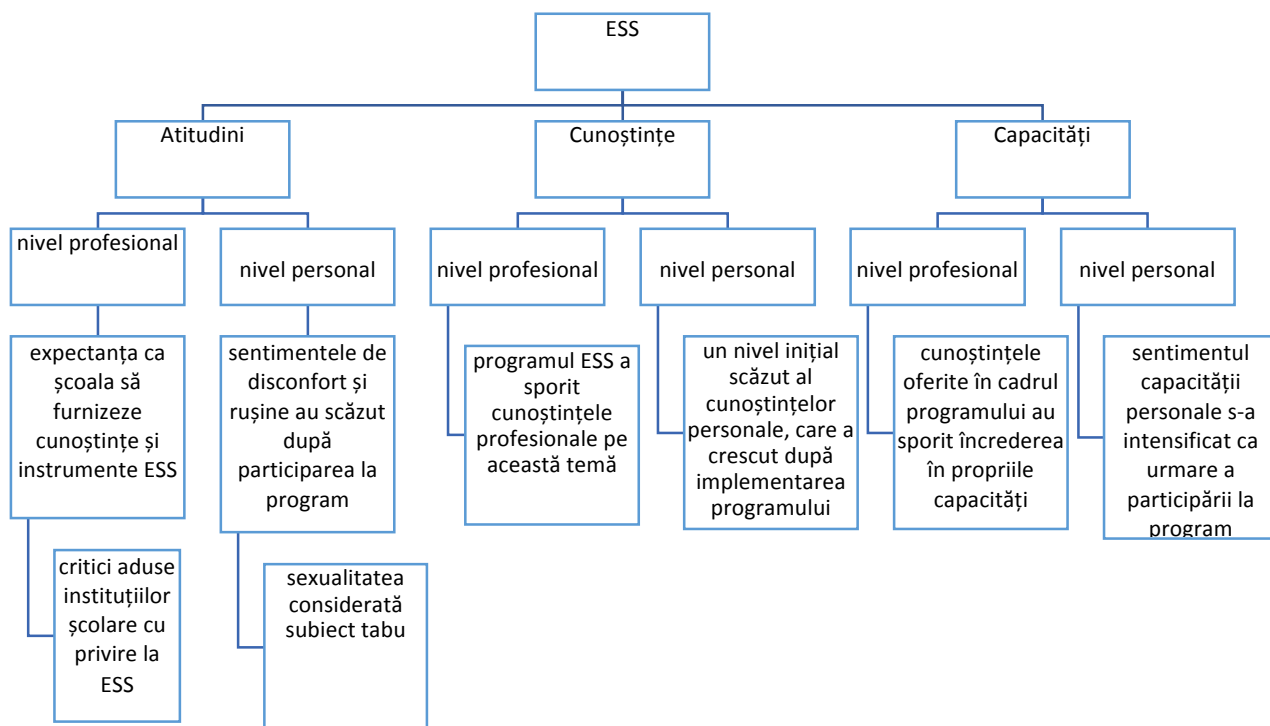 ESS
Atitudini
Cunoștințe
Capacități
nivel profesional
nivel personal
nivel profesional
nivel personal
nivel profesional
nivel personal
expectanța ca
școala să
furnizeze
cunoștințe și
instrumente ESS
sentimentele de
disconfort și
rușine au scăzut
după
participarea la
program
programul ESS a
sporit
cunoștințele
profesionale pe
această temă
un nivel inițial
scăzut al
cunoștințelor
personale, care a
crescut după
implementarea
programului
cunoștințele
oferite în cadrul
programului au
sporit încrederea
în propriile
capacități
sentimentul
capacității
personale s-a
intensificat ca
urmare a
participării la
program
critici aduse
instituțiilor
școlare cu
privire la
ESS
sexualitatea
considerată
subiect tabu